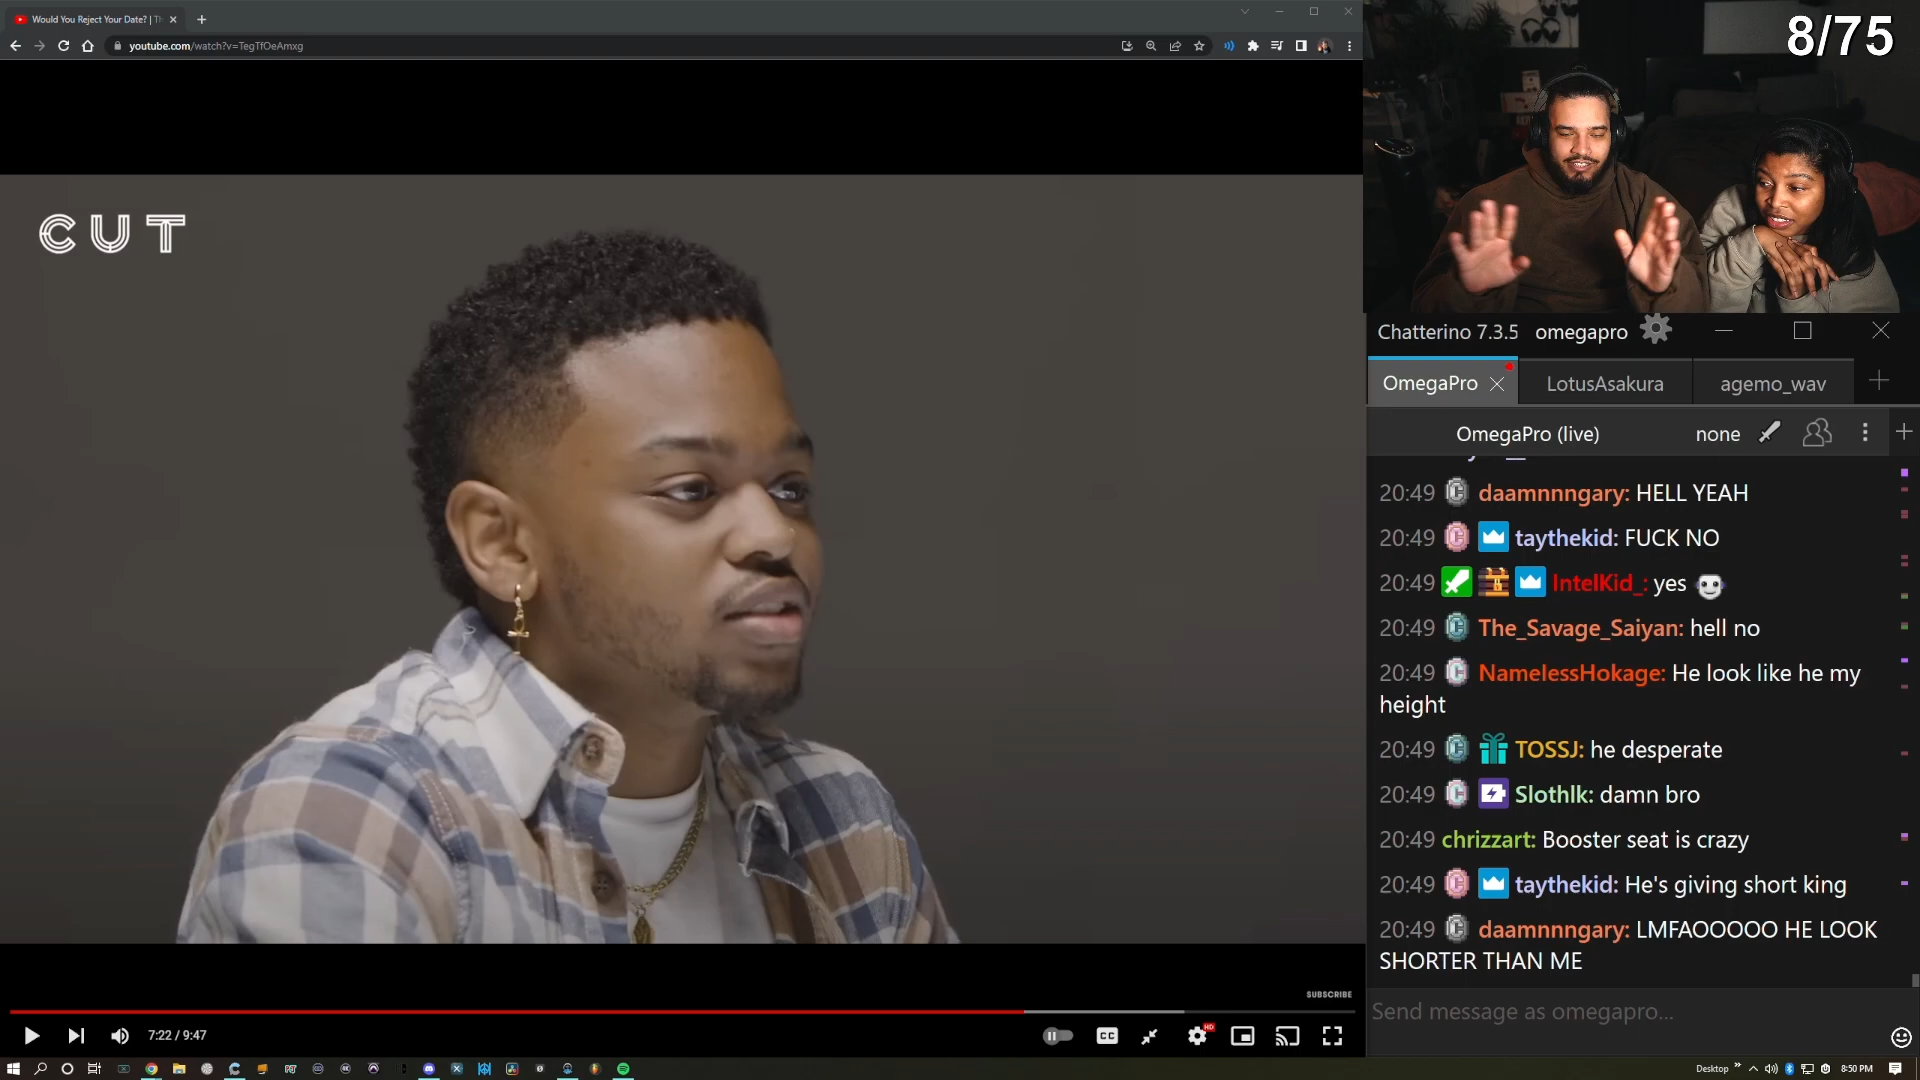 Would You Reject Your Date? | Th
youtube.com/watch?v=TegTfOeAmxg
8/75
CUT
Chatterino 7.3.5 omegapro
OmegaPro LotusAsakura agemo_wav
OmegaPro (live) none
20:49 daamnnngary: HELL YEAH
20:49 taythekid: FUCK NO
20:49 IntelKid_: yes
20:49 The_Savage_Saiyan: hell no
20:49 NamelessHokage: He look like he my
height
20:49 TOSSJ: he desperate
20:49 Slothlk: damn bro
20:49 chrizzart: Booster seat is crazy
20:49 taythekid: He's giving short king
20:49 daamnnngary: LMFAOOOOO HE LOOK
SHORTER THAN ME
SUBSCRIBE
Send message as omegapro...
7:22 / 9:47
CC
HD
Desktop
8:50 PM